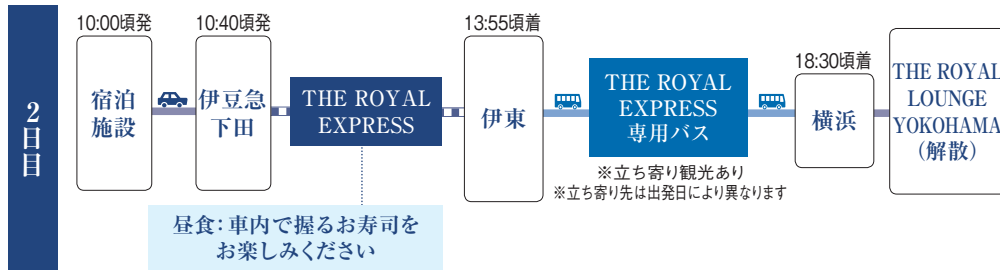 2日目
10:00頃発
宿泊
施設
10:40頃発
伊豆急
下田
THE ROYAL
EXPRESS
昼食：車内で握るお寿司を
お楽しみください
13:55頃着
伊東
THE ROYAL
EXPRESS
専用バス
※立ち寄り観光あり
※立ち寄り先は出発日により異なります
18:30頃着
横浜
THE ROYAL
LOUNGE
YOKOHAMA
（解散）